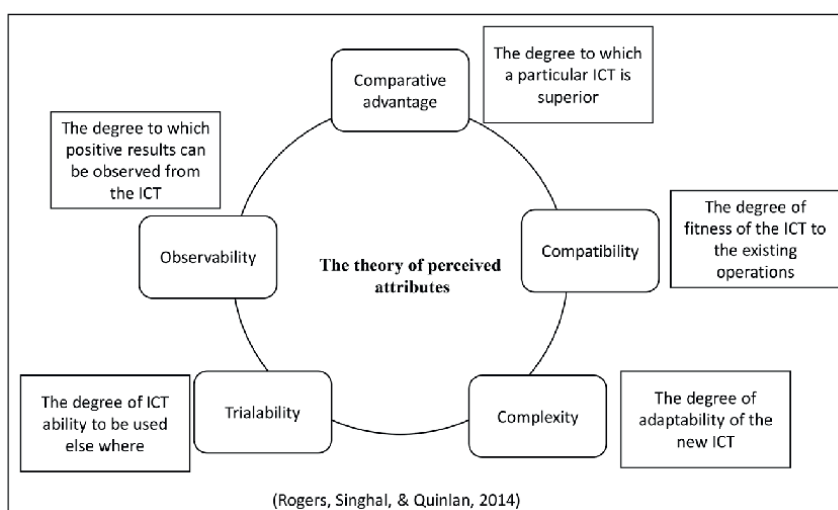 Comparative
advantage
The degree to which
a particular ICT is
superior
The degree to which
positive results can
be observed from
the ICT
Observability
The theory of perceived
attributes
Compatibility
The degree of
fitness of the ICT to
the existing
operations
The degree of ICT
ability to be used
else where
Trialability
Complexity
The degree of
adaptability of the
new ICT
(Rogers, Singhal, & Quinlan, 2014)